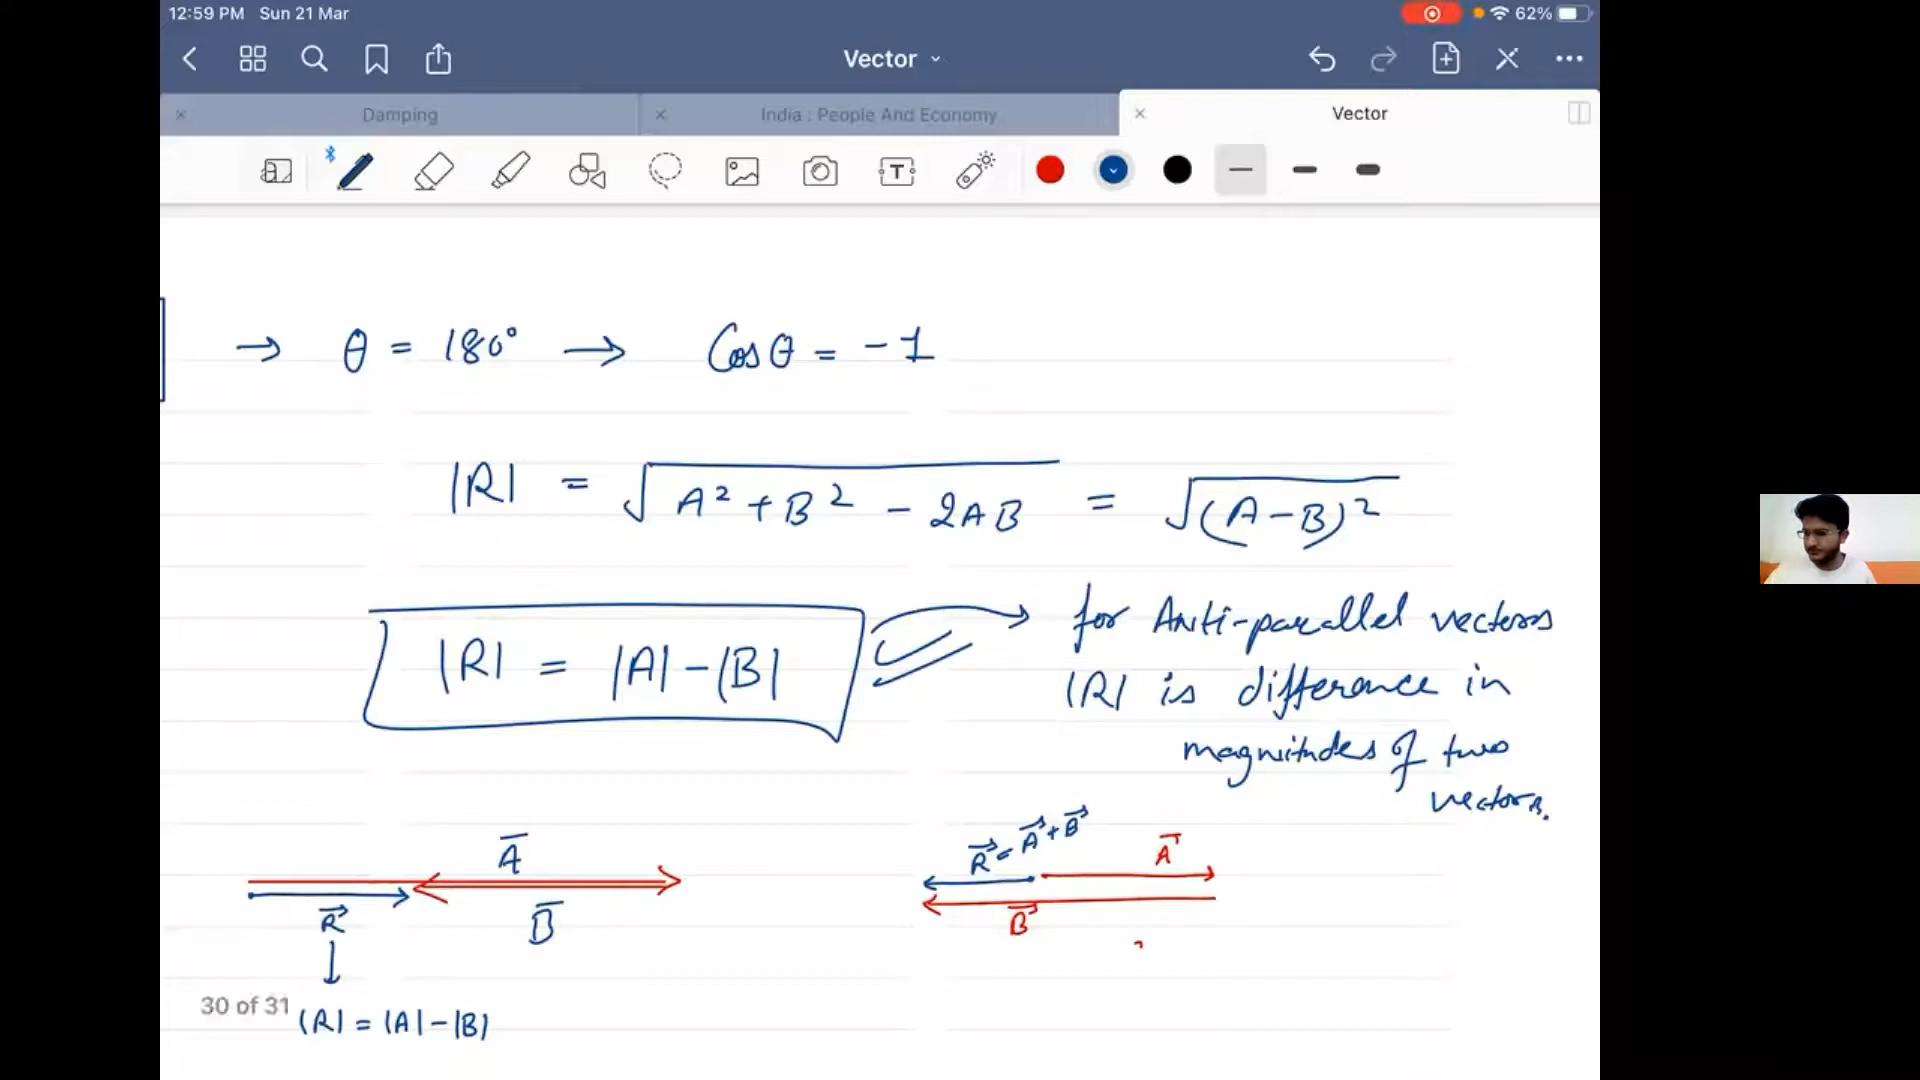 12:59 PM Sun 21 Mar
62%
Vector
Damping
India : People And Economy
Vector
a
T
→ θ = 180° → Cosθ = -1
|R| = √(A² + B² - 2AB) = √(A-B)²
|R| = |A| - |B|
for Anti-parallel vectors
|R| is difference in
magnitudes of two
vectors.
A̅
B̅
R⃗
|R| = |A| - |B|
R⃗ = A⃗ + B⃗
A⃗
B⃗
30 of 31